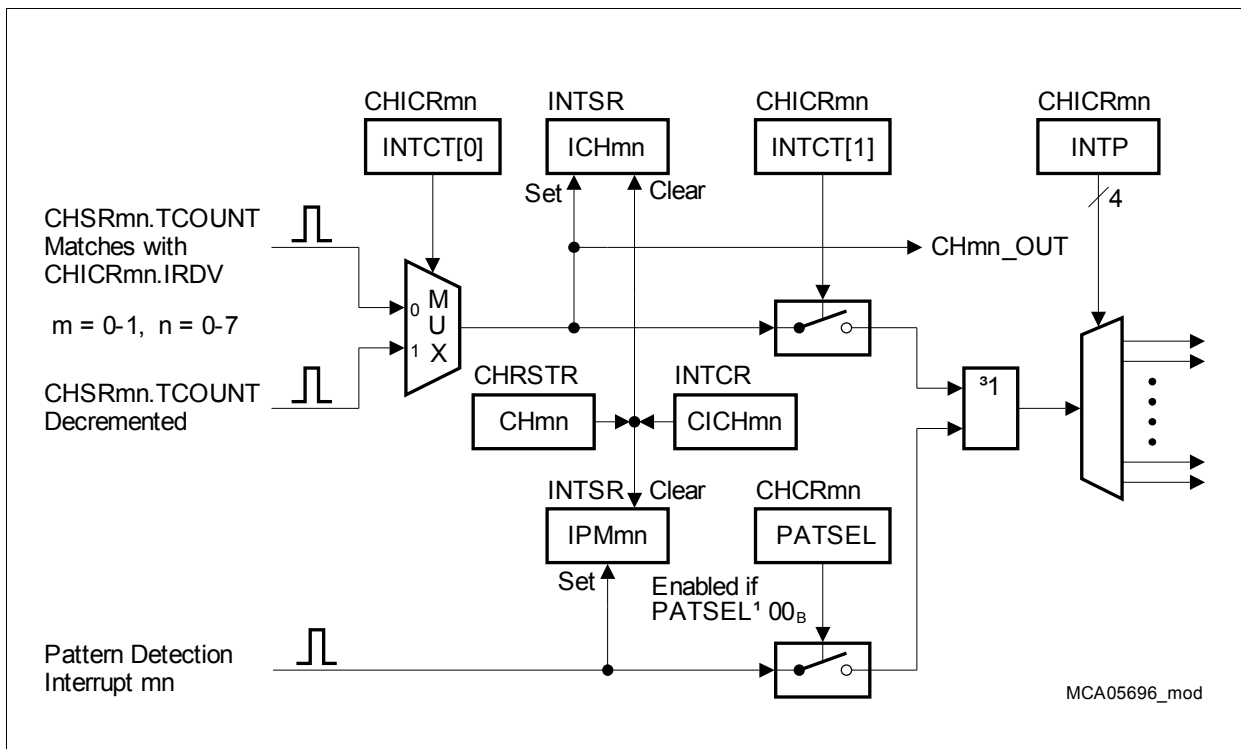 CHICRmn
INTCT[0]
INTSR
ICHmn
CHICRmn
INTCT[1]
CHICRmn
INTP
Set
Clear
4
CHSRmn.TCOUNT
Matches with
CHICRmn.IRDV
CHmn_OUT
m = 0-1, n = 0-7
0
1
M
U
X
CHSRmn.TCOUNT
Decremented
CHRSTR
CHmn
INTCR
CICHmn
³1
INTSR
Clear
IPMmn
Set
CHCRmn
PATSEL
Enabled if
PATSEL¹ 00B
Pattern Detection
Interrupt mn
MCA05696_mod